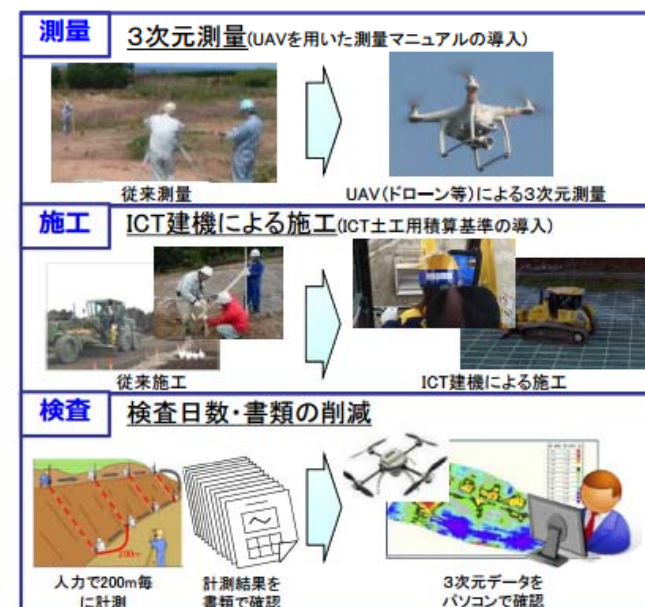 測量
3次元測量(UAVを用いた測量マニュアルの導入)
従来測量
UAV(ドローン等)による3次元測量
施工
ICT建機による施工(ICT土工用積算基準の導入)
従来施工
ICT建機による施工
検査
検査日数・書類の削減
200m
人力で200m毎
に計測
計測結果を
書類で確認
3次元データを
パソコンで確認